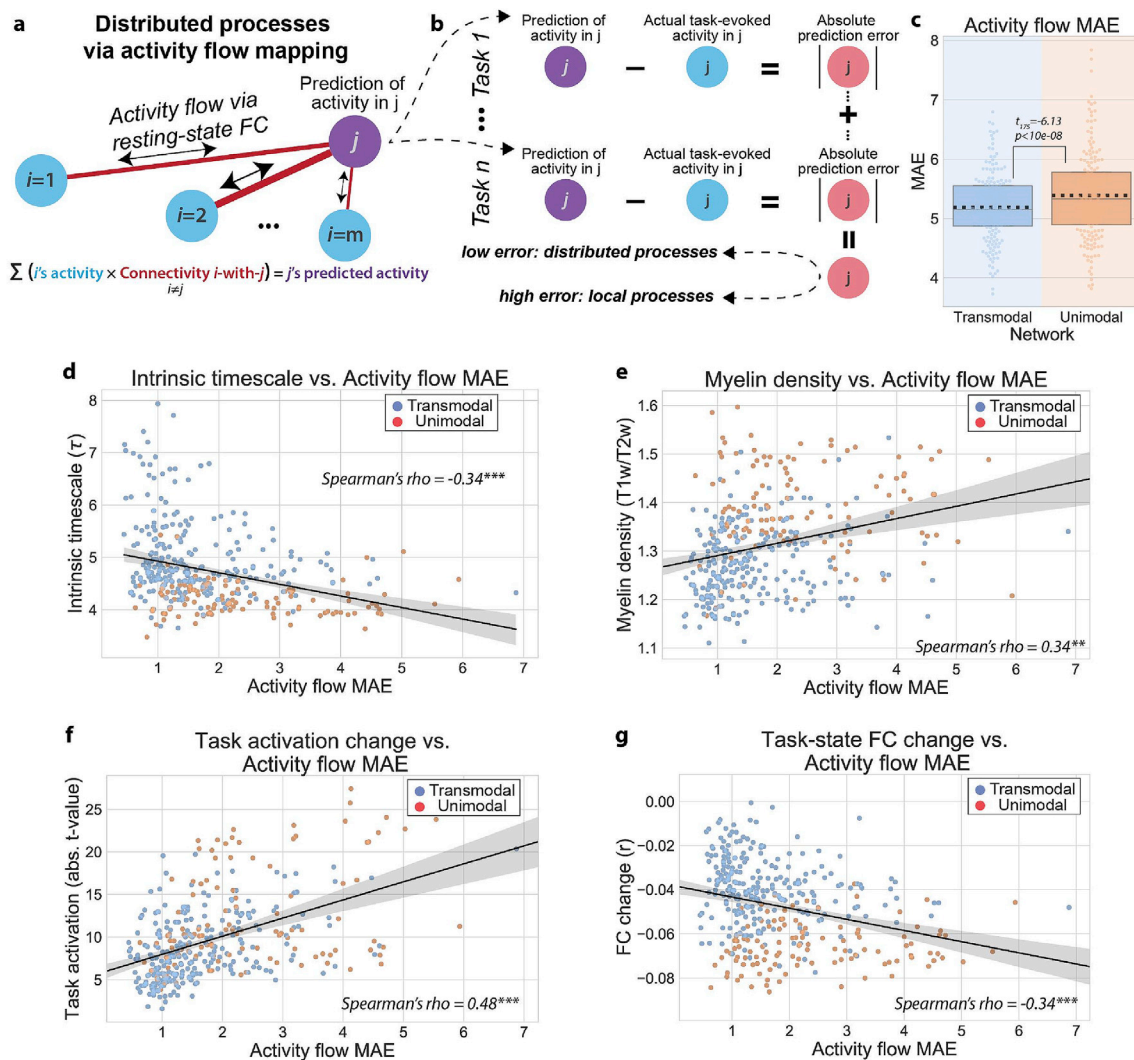 a
Distributed processes
via activity flow mapping
Prediction of
activity in j
Activity flow via
resting-state FC
j
i=1
i=2
...
i=m
Σ (i's activity × Connectivity i-with-j) = j's predicted activity
i≠j
b
Task 1
Prediction of
activity in j
Actual task-evoked
activity in j
Absolute
prediction error
j
−
j
=
| j |
...
+
...
Task n
Prediction of
activity in j
Actual task-evoked
activity in j
Absolute
prediction error
j
−
j
=
| j |
=
low error: distributed processes
j
high error: local processes
c
Activity flow MAE
8
7
6
5
4
MAE
t175=-6.13
p<10e-08
Transmodal
Unimodal
Network
d
Intrinsic timescale vs. Activity flow MAE
8
7
6
5
4
Intrinsic timescale (τ)
Transmodal
Unimodal
Spearman's rho = -0.34***
1 2 3 4 5 6 7
Activity flow MAE
e
Myelin density vs. Activity flow MAE
1.6
1.5
1.4
1.3
1.2
1.1
Myelin density (T1w/T2w)
Transmodal
Unimodal
Spearman's rho = 0.34**
1 2 3 4 5 6 7
Activity flow MAE
f
Task activation change vs.
Activity flow MAE
25
20
15
10
5
Task activation (abs. t-value)
Transmodal
Unimodal
Spearman's rho 0.48***
1 2 3 4 5 6 7
Activity flow MAE
g
Task-state FC change vs.
Activity flow MAE
0.00
−0.02
−0.04
−0.06
−0.08
FC change (r)
Transmodal
Unimodal
Spearman's rho = -0.34***
1 2 3 4 5 6 7
Activity flow MAE